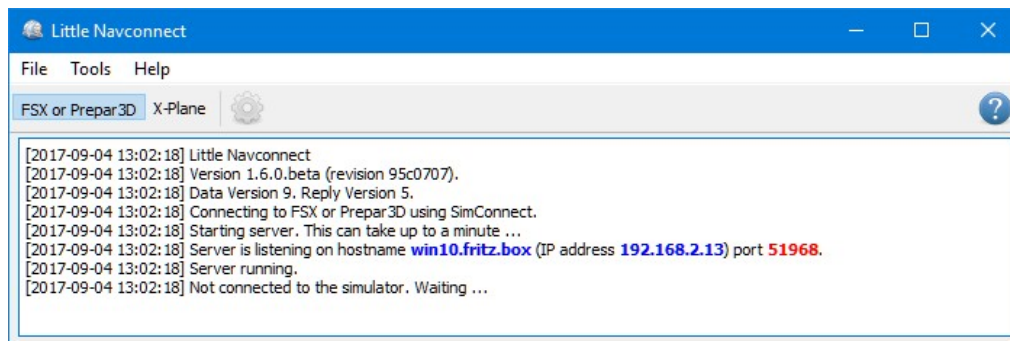 Little Navconnect
File Tools Help
FSX or Prepar3D X-Plane ?
[2017-09-04 13:02:18] Little Navconnect
[2017-09-04 13:02:18] Version 1.6.0.beta (revision 95c0707).
[2017-09-04 13:02:18] Data Version 9. Reply Version 5.
[2017-09-04 13:02:18] Connecting to FSX or Prepar3D using SimConnect.
[2017-09-04 13:02:18] Starting server. This can take up to a minute ...
[2017-09-04 13:02:18] Server is listening on hostname win10.fritz.box (IP address 192.168.2.13) port 51968.
[2017-09-04 13:02:18] Server running.
[2017-09-04 13:02:18] Not connected to the simulator. Waiting ...